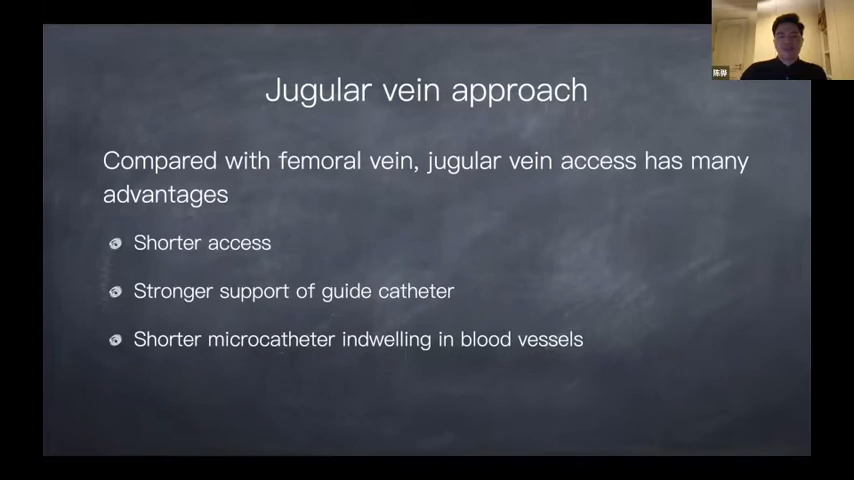 陈骅
Jugular vein approach
Compared with femoral vein, jugular vein access has many
advantages
Shorter access
Stronger support of guide catheter
Shorter microcatheter indwelling in blood vessels